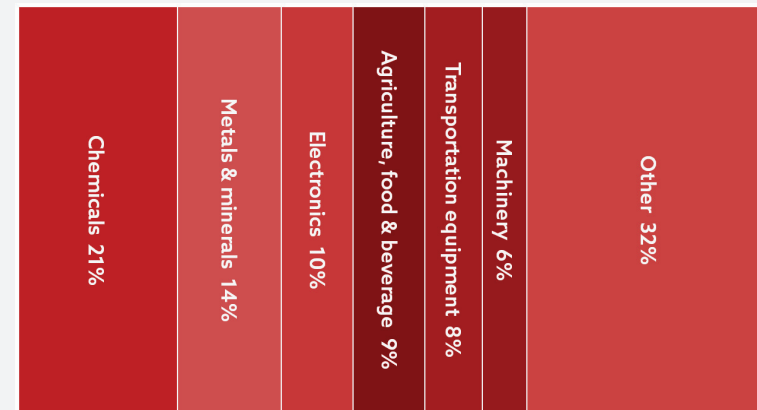 Chemicals 21%
Metals & minerals 14%
Electronics 10%
Agriculture, food & beverage 9%
Transportation equipment 8%
Machinery 6%
Other 32%